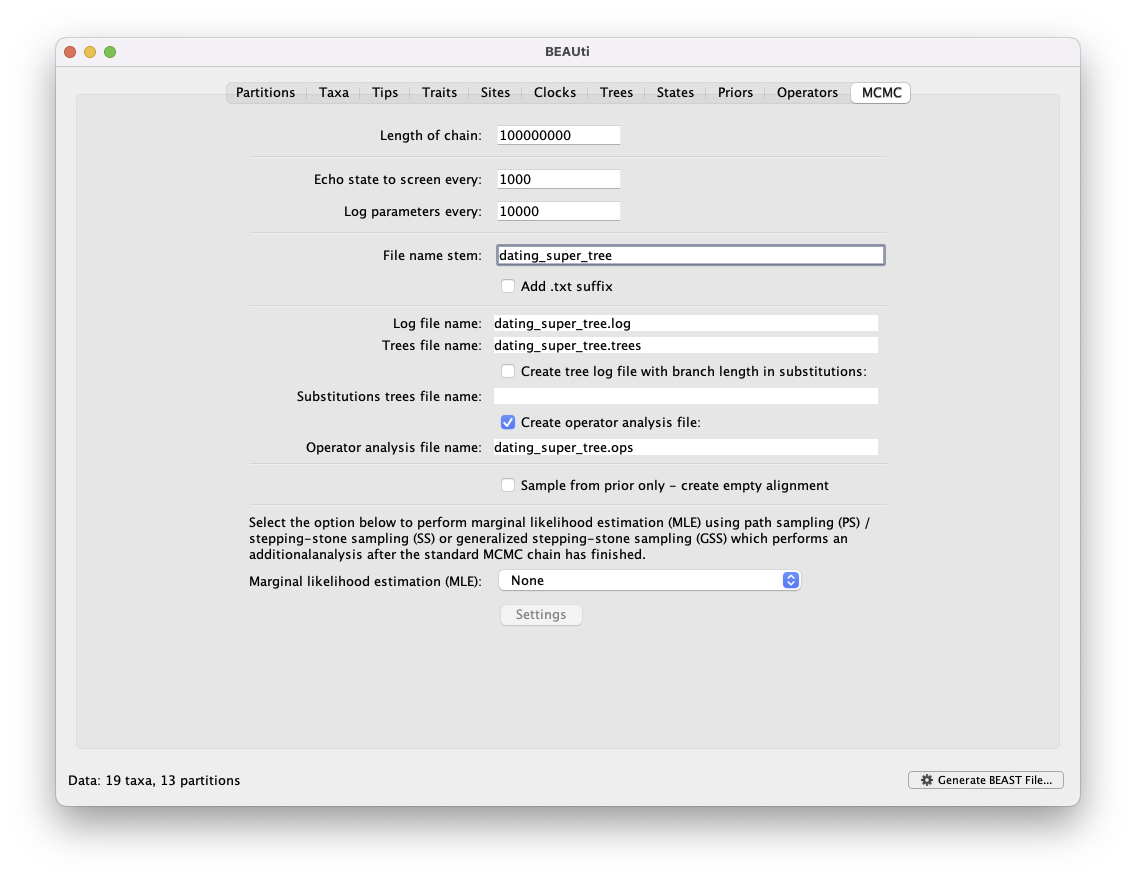 BEAUti
Partitions Taxa Tips Traits Sites Clocks Trees States Priors Operators MCMC
Length of chain: 100000000
Echo state to screen every: 1000
Log parameters every: 10000
File name stem: dating_super_tree
Add .txt suffix
Log file name: dating_super_tree.log
Trees file name: dating_super_tree.trees
Create tree log file with branch length in substitutions:
Substitutions trees file name:
Create operator analysis file:
Operator analysis file name: dating_super_tree.ops
Sample from prior only - create empty alignment
Select the option below to perform marginal likelihood estimation (MLE) using path sampling (PS) /
stepping-stone sampling (SS) or generalized stepping-stone sampling (GSS) which performs an
additionalanalysis after the standard MCMC chain has finished.
Marginal likelihood estimation (MLE): None
Settings
Data: 19 taxa, 13 partitions Generate BEAST File...